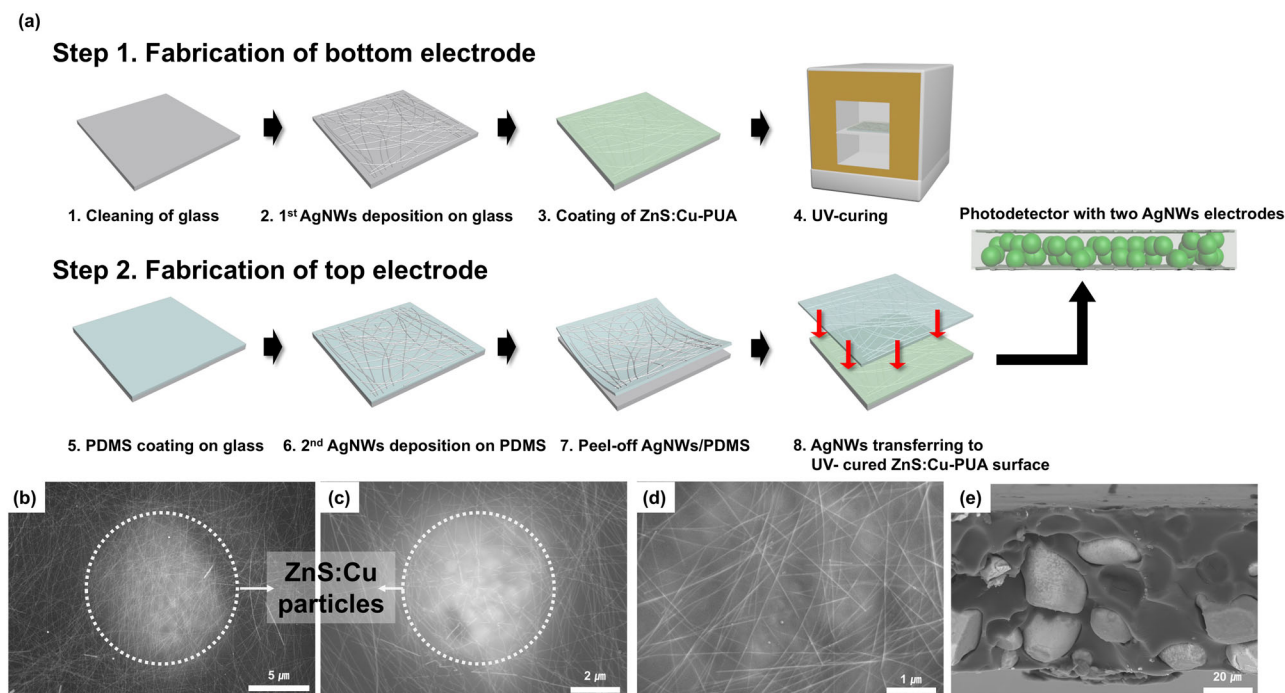 (a)
Step 1. Fabrication of bottom electrode
1. Cleaning of glass
2. 1st AgNWs deposition on glass
3. Coating of ZnS:Cu-PUA
4. UV-curing
Photodetector with two AgNWs electrodes
Step 2. Fabrication of top electrode
5. PDMS coating on glass
6. 2nd AgNWs deposition on PDMS
7. Peel-off AgNWs/PDMS
8. AgNWs transferring to
UV- cured ZnS:Cu-PUA surface
(b)
(c)
(d)
(e)
ZnS:Cu
particles
5 ㎛
2 ㎛
1 ㎛
20 ㎛